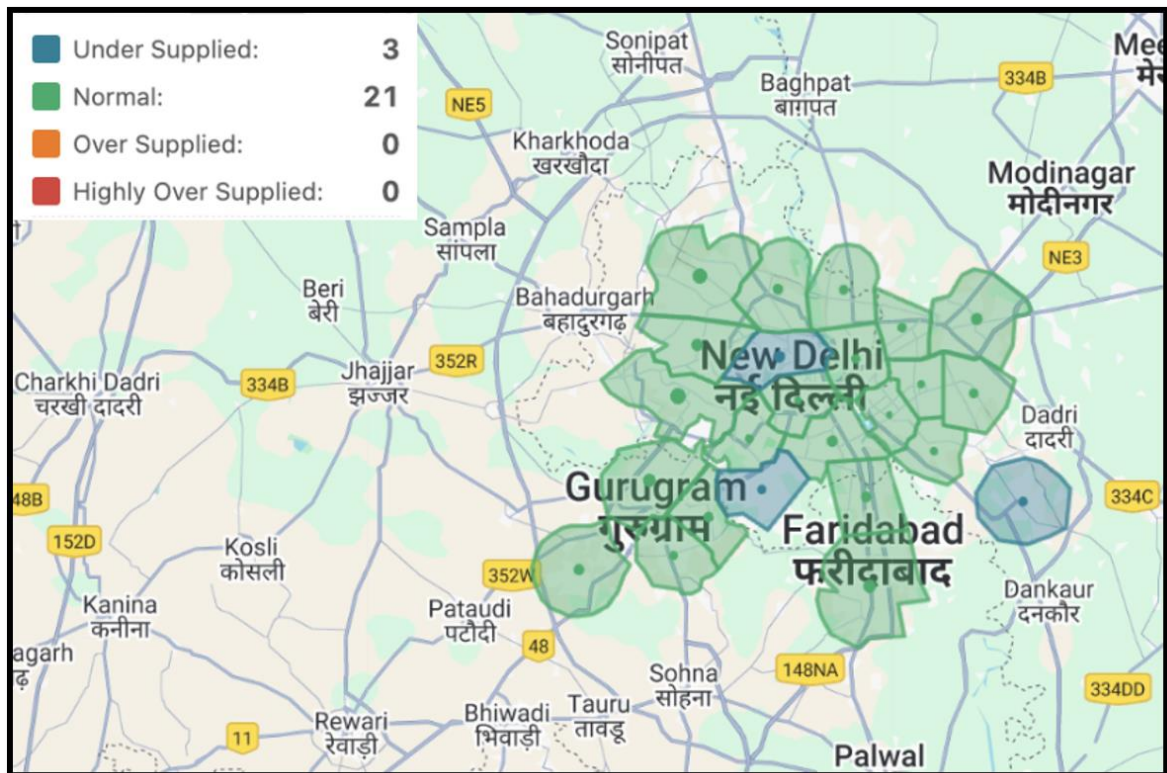 Under Supplied: 3
Normal: 21
Over Supplied: 0
Highly Over Supplied: 0
Sonipat
सोनीपत
Baghpat
बाग़पत
334B
NE5
Kharkhoda
खरखौदा
Modinagar
मोदीनगर
Sampla
सांपला
NE3
Beri
बेरी
Bahadurgarh
बहादुरगढ़
New Delhi
नई दिल्ली
352R
334B
Jhajjar
झज्जर
Charkhi Dadri
चरखी दादरी
Dadri
दादरी
Gurugram
गुरुग्राम
48B
334C
152D
Faridabad
फरीदाबाद
Kosli
कोसली
352W
Dankaur
दनकौर
Kanina
कनीना
Pataudi
पटौदी
48
agarh
ढ़
148NA
Sohna
सोहना
334DD
Tauru
तावडू
Bhiwadi
भिवाड़ी
Rewari
रेवाड़ी
11
Palwal